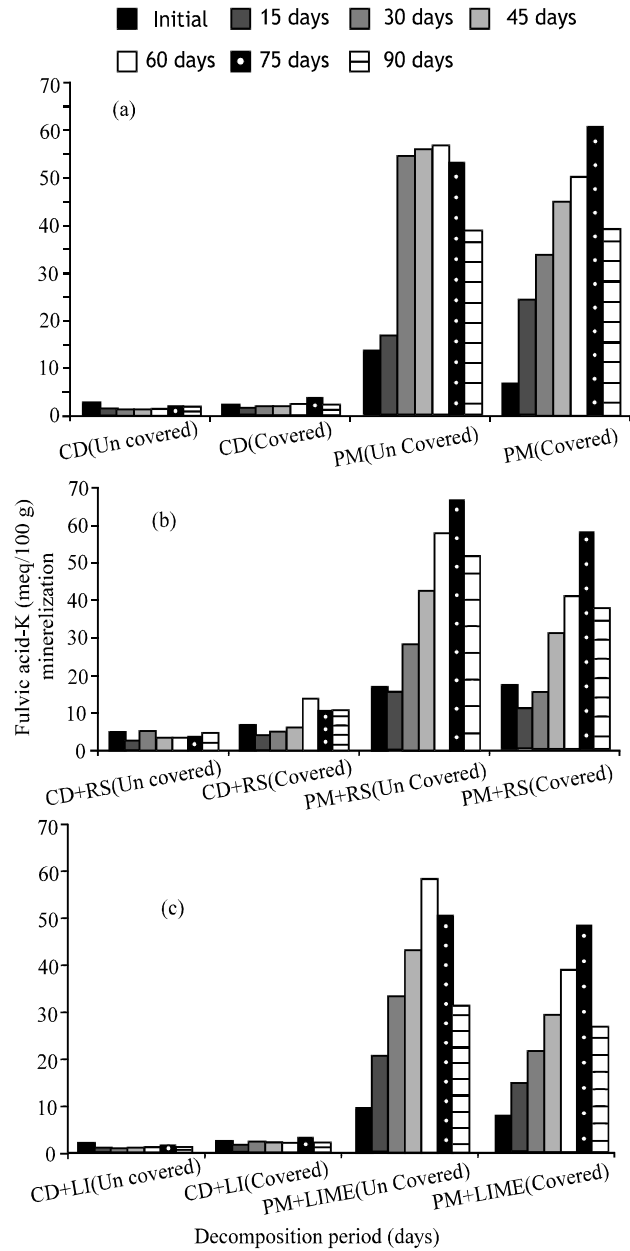 Initial 15 days 30 days 45 days
60 days 75 days 90 days
(a)
70
60
50
40
30
20
10
0
CD(Un covered) CD(Covered) PM(Un Covered) PM(Covered)
Fulvic acid-K (meq/100 g)
minerelization
(b)
70
60
50
40
30
20
10
0
CD+RS(Un covered) CD+RS(Covered) PM+RS(Un Covered) PM+RS(Covered)
(c)
70
60
50
40
30
20
10
0
CD+LI(Un covered) CD+LI(Covered) PM+LIME(Un Covered) PM+LIME(Covered)
Decomposition period (days)